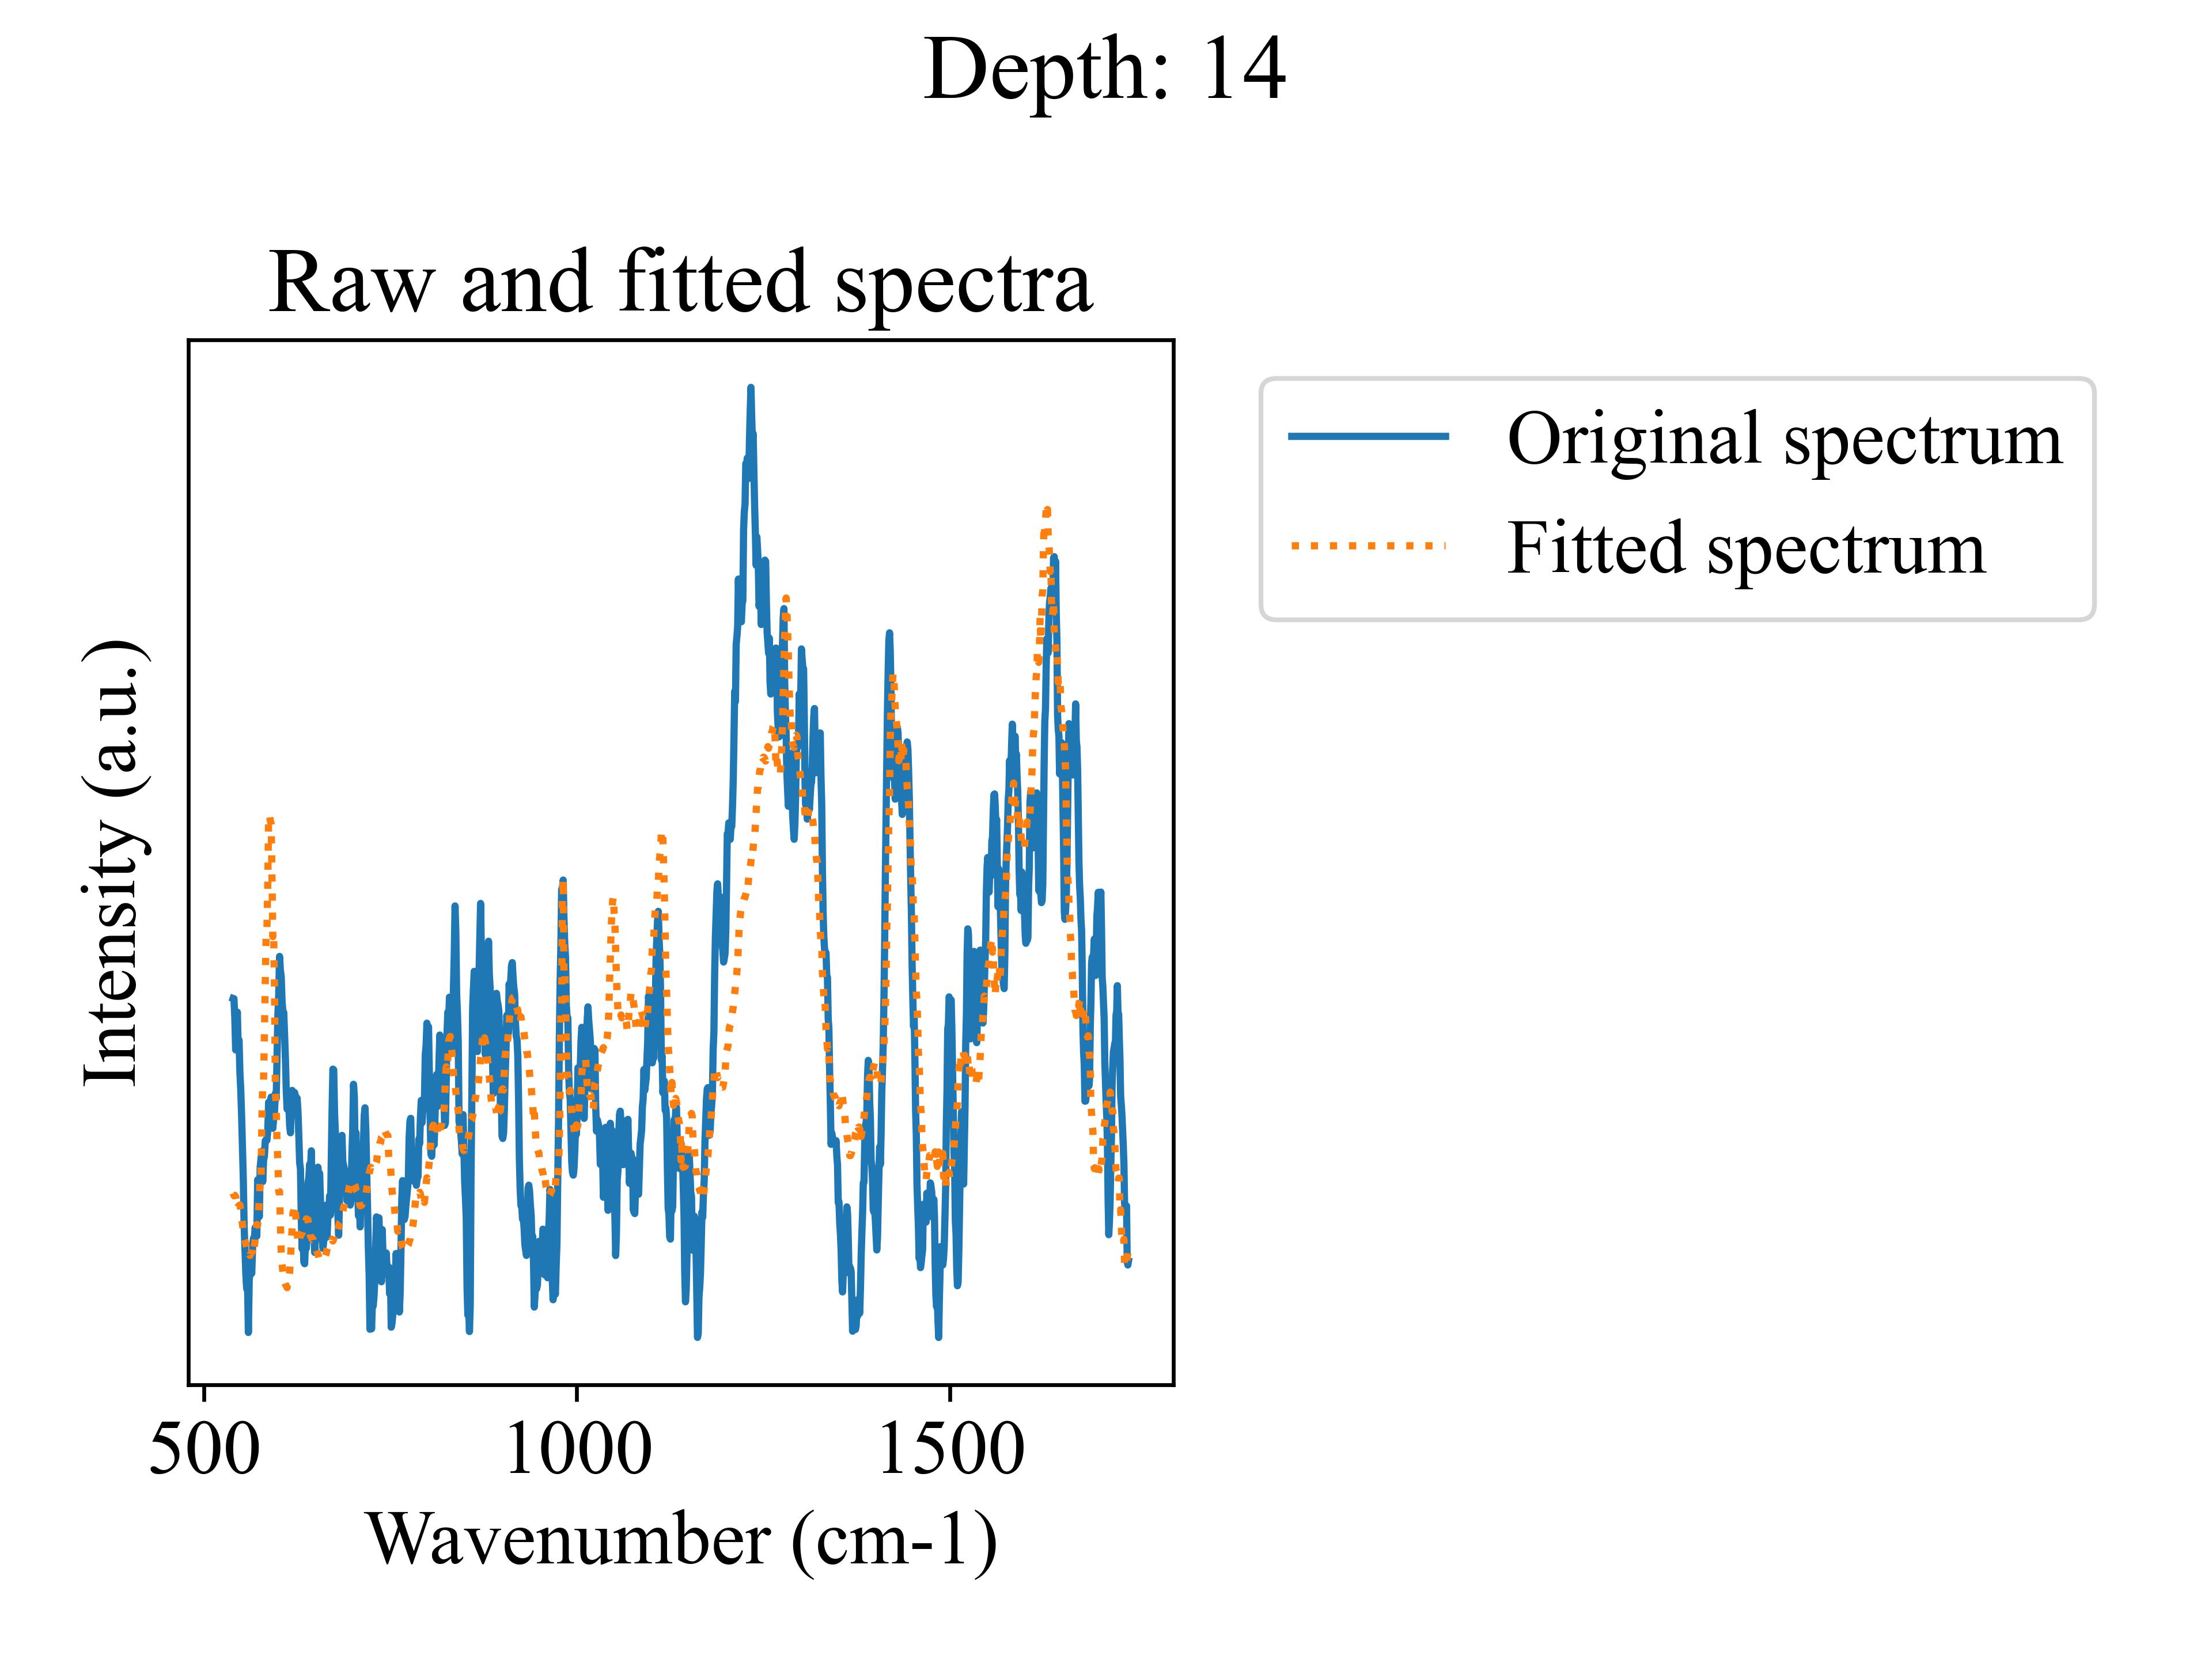 Depth: 14
Raw and fitted spectra
Original spectrum
Fitted spectrum
Intensity (a.u.)
500 1000 1500
Wavenumber (cm-1)